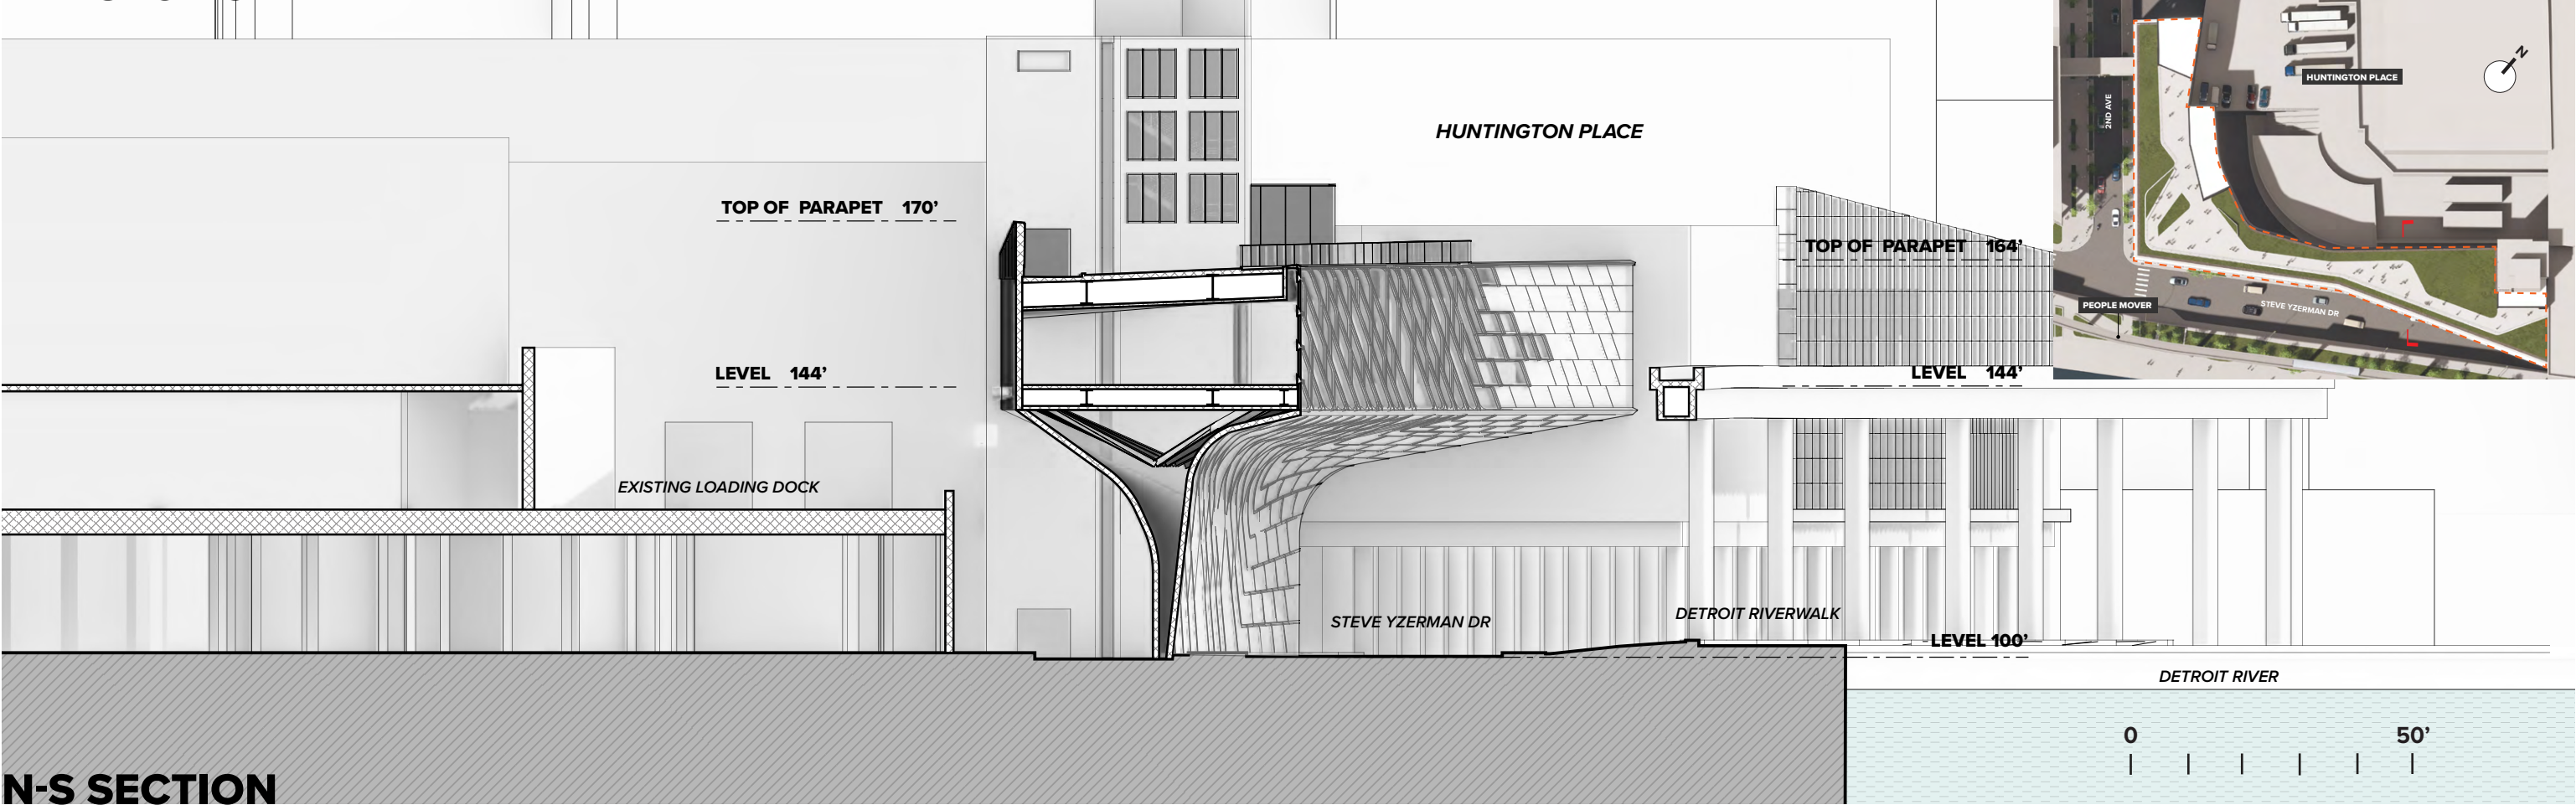 HUNTINGTON PLACE
TOP OF PARAPET 170'
TOP OF PARAPET 164'
LEVEL 144'
LEVEL 144'
EXISTING LOADING DOCK
STEVE YZERMAN DR
DETROIT RIVERWALK
LEVEL 100'
DETROIT RIVER
0 50'
N-S SECTION
N
HUNTINGTON PLACE
2ND AVE
PEOPLE MOVER
STEVE YZERMAN DR